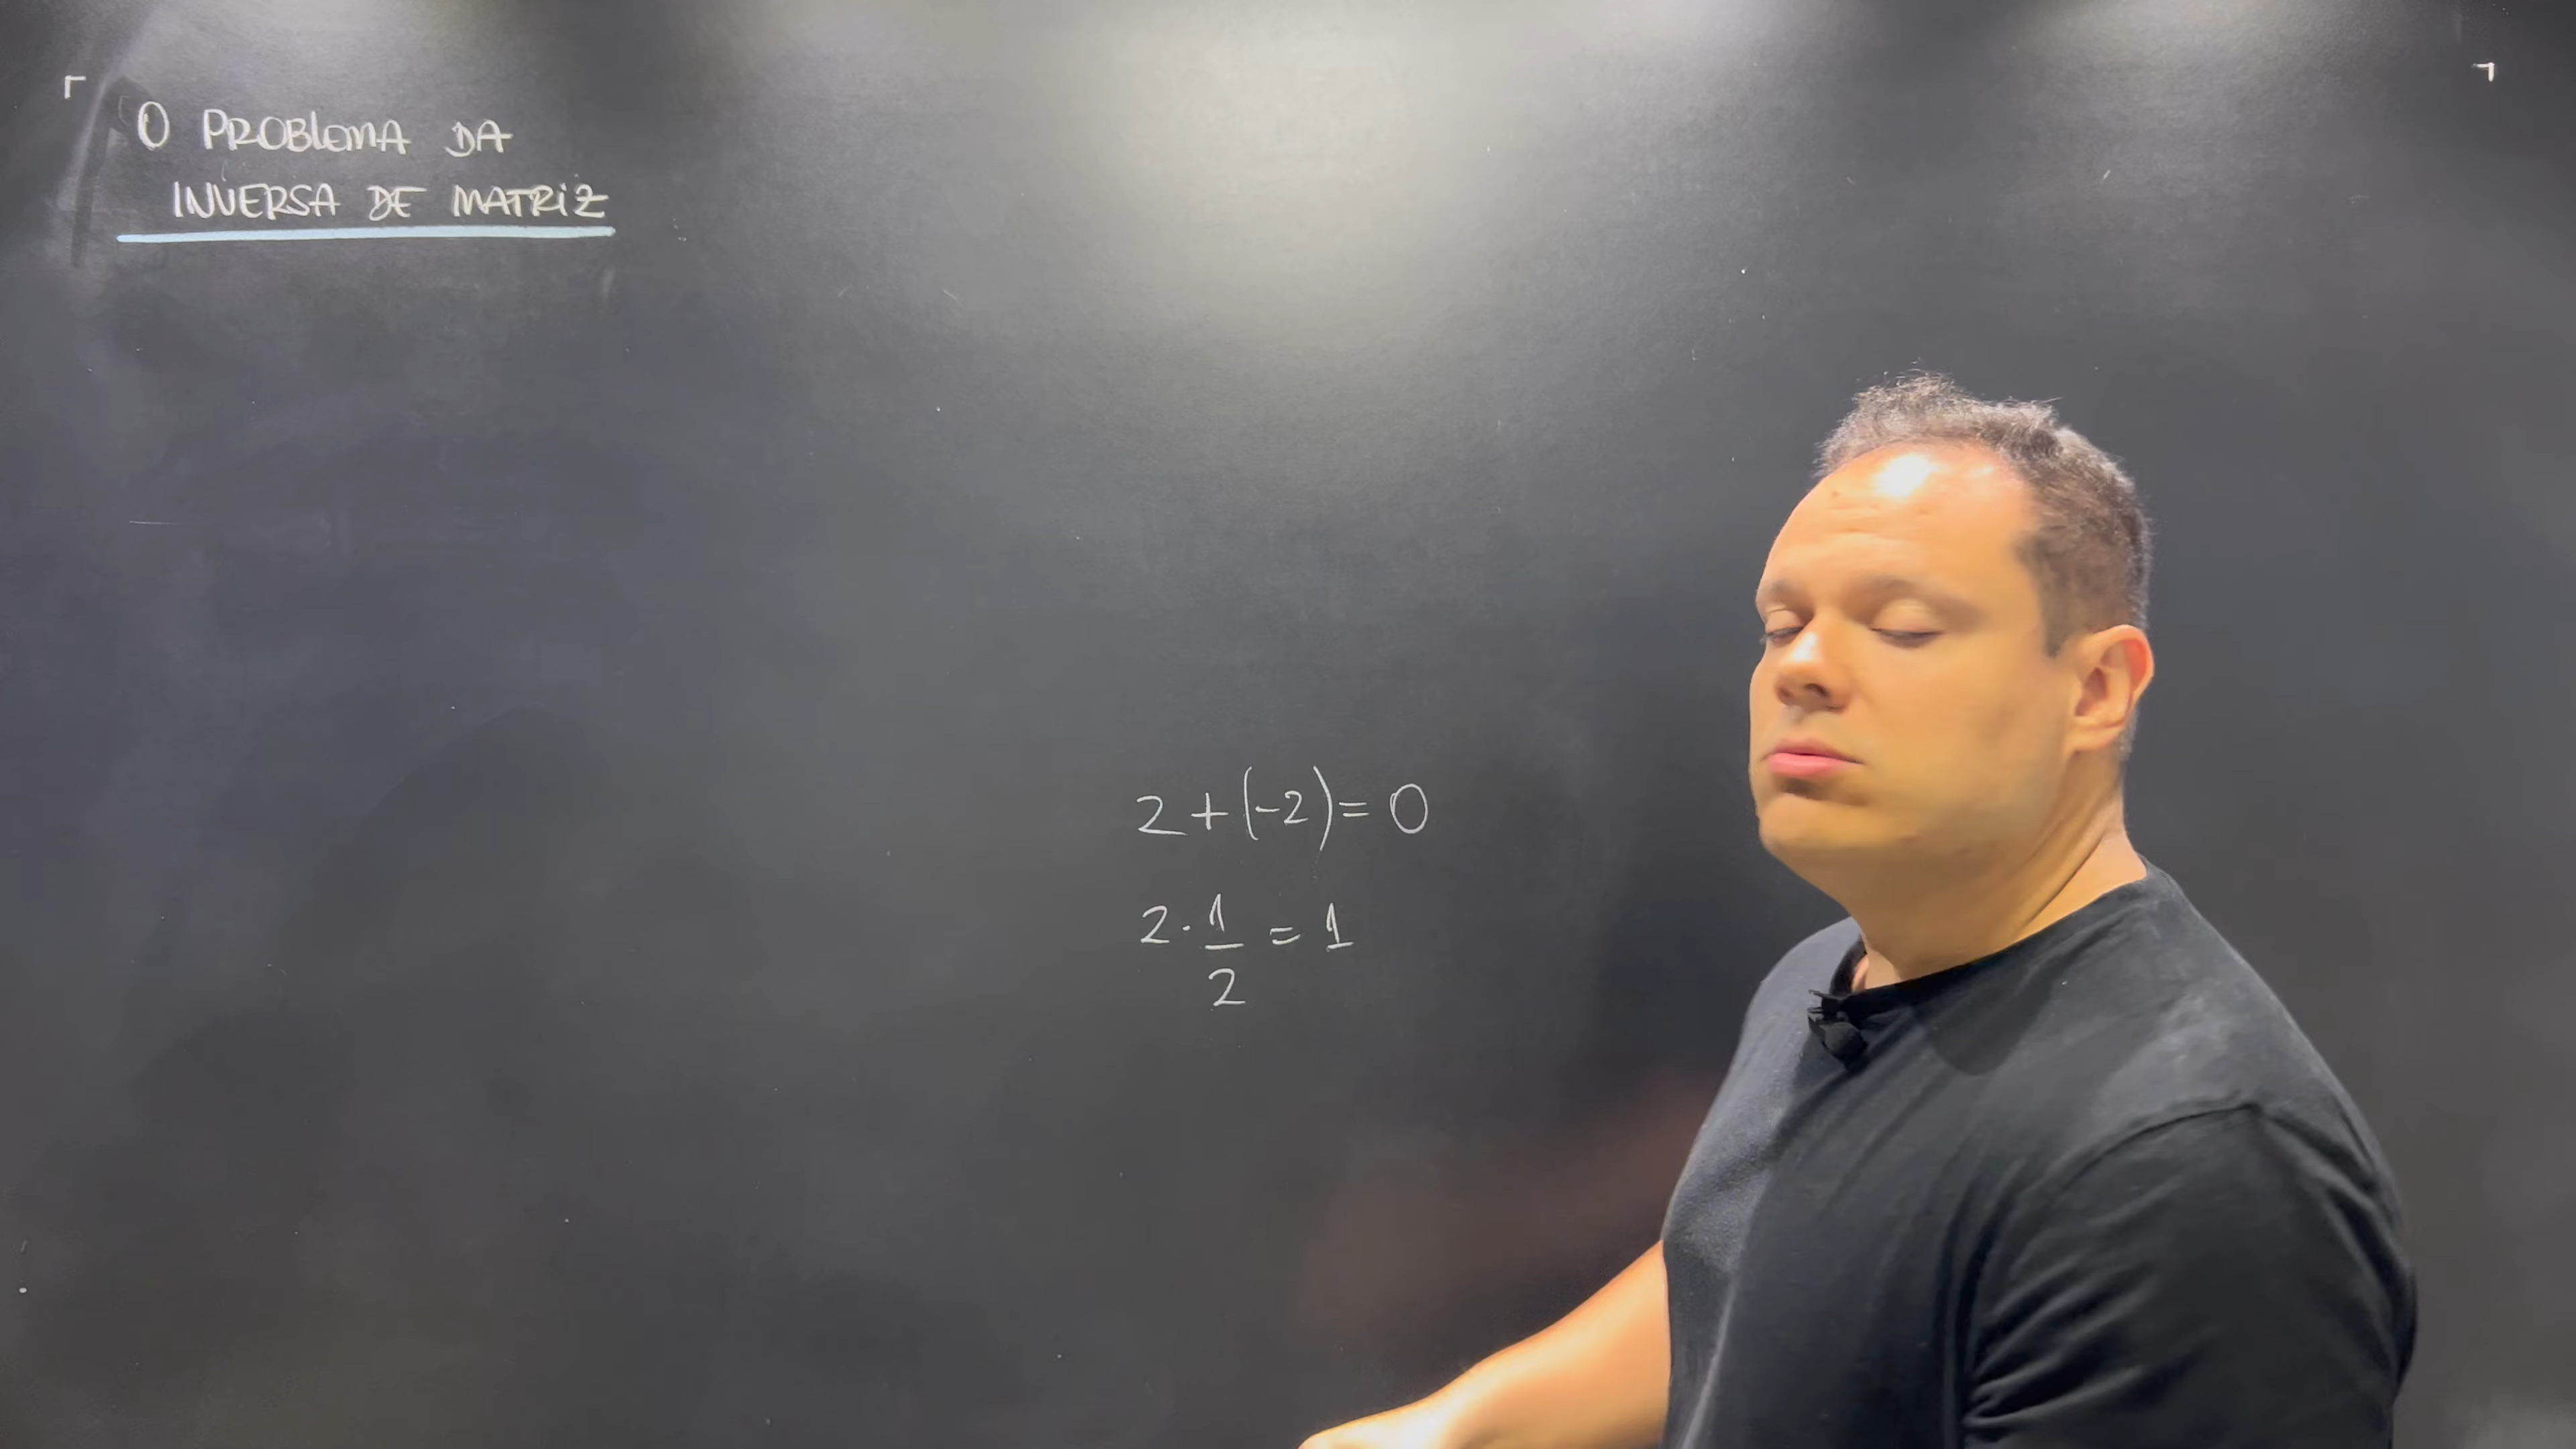 O PROBLEMA DA
INVERSA DE MATRIZ
2 + (-2) = 0
2 · 1/2 = 1